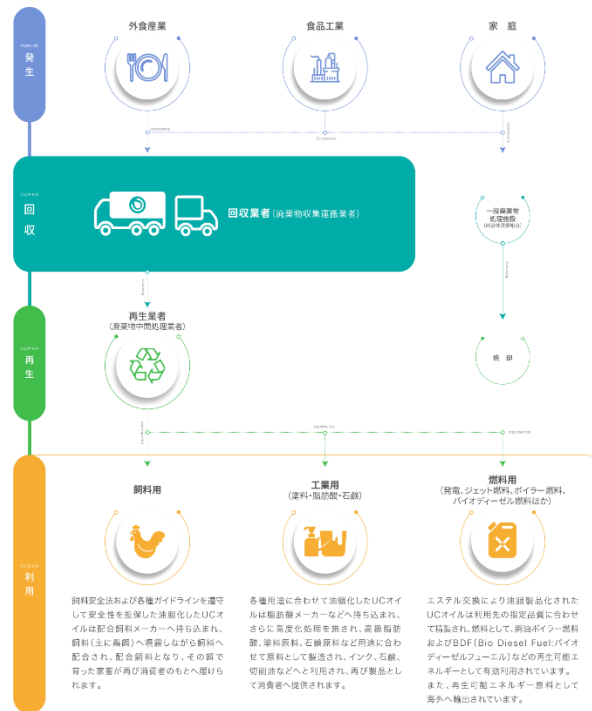 外食産業
食品工業
家　庭
発生
回収
回収業者(廃棄物収集運搬業者)
一般廃棄物
処理施設
再生業者
(廃棄物中間処理業者)
再生
焼 却
飼料用
工業用
(塗料・脂肪酸・石鹸)
燃料用
(発電、ジェット燃料、ボイラー燃料、
バイオディーゼル燃料ほか)
利用
飼料安全法および各種ガイドラインを遵守
して安全性を担保した油脂化したUCオ
イルは配合飼料メーカーへ持ち込まれ、
飼料(主に鶏餌)へ噴霧しながら飼料へ
配合され、配合飼料となり、その餌で
育った家畜が再び消費者のもとへ届けら
れます。
各種用途に合わせて油脂化したUCオイ
ルは脂肪酸メーカーなどへ持ち込まれ、
さらに高度化処理を施され、高級脂肪
酸、塗料原料、石鹸原料など用途に合わ
せて原料として製造され、インク、石鹸、
切削油などへと利用され、再び製品とし
て消費者へ提供されます。
エステル交換により油脂製品化された
UCオイルは利用先の指定品質に合わせ
て精製され、燃料として、廃油ボイラー燃料
およびBDF(Bio Diesel Fuel:バイオ
ディーゼルフューエル)などの再生可能エ
ネルギーとして有効利用されています。
また、再生可能エネルギー原料として
海外へ輸出されています。